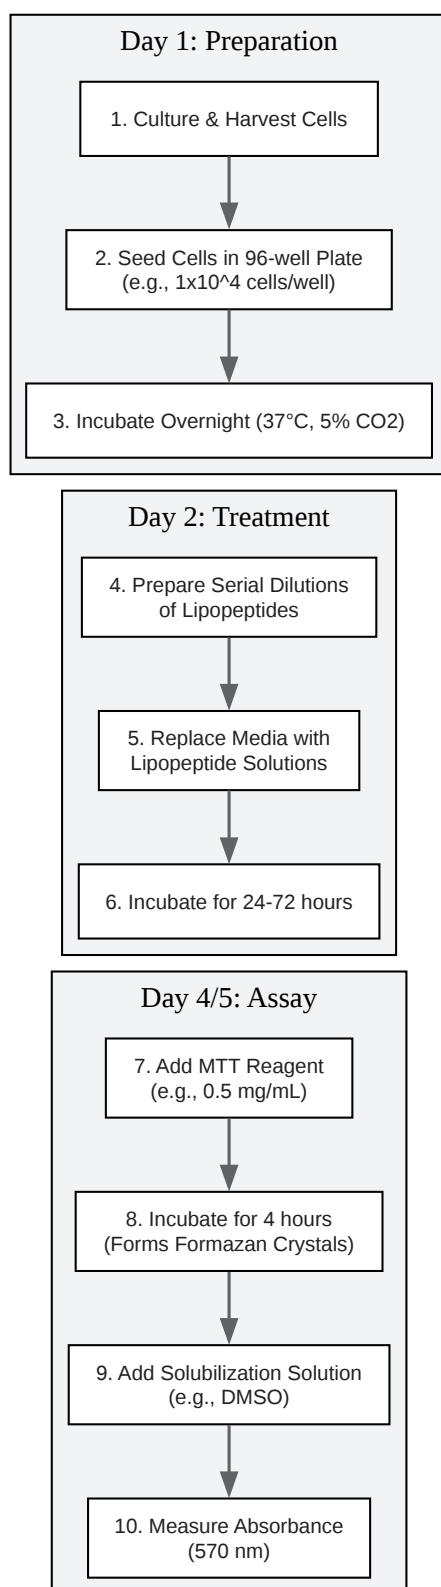 Day 1: Preparation
1. Culture & Harvest Cells
2. Seed Cells in 96-well Plate
(e.g., 1x10^4 cells/well)
3. Incubate Overnight (37°C, 5% CO2)
Day 2: Treatment
4. Prepare Serial Dilutions
of Lipopeptides
5. Replace Media with
Lipopeptide Solutions
6. Incubate for 24-72 hours
Day 4/5: Assay
7. Add MTT Reagent
(e.g., 0.5 mg/mL)
8. Incubate for 4 hours
(Forms Formazan Crystals)
9. Add Solubilization Solution
(e.g., DMSO)
10. Measure Absorbance
(570 nm)